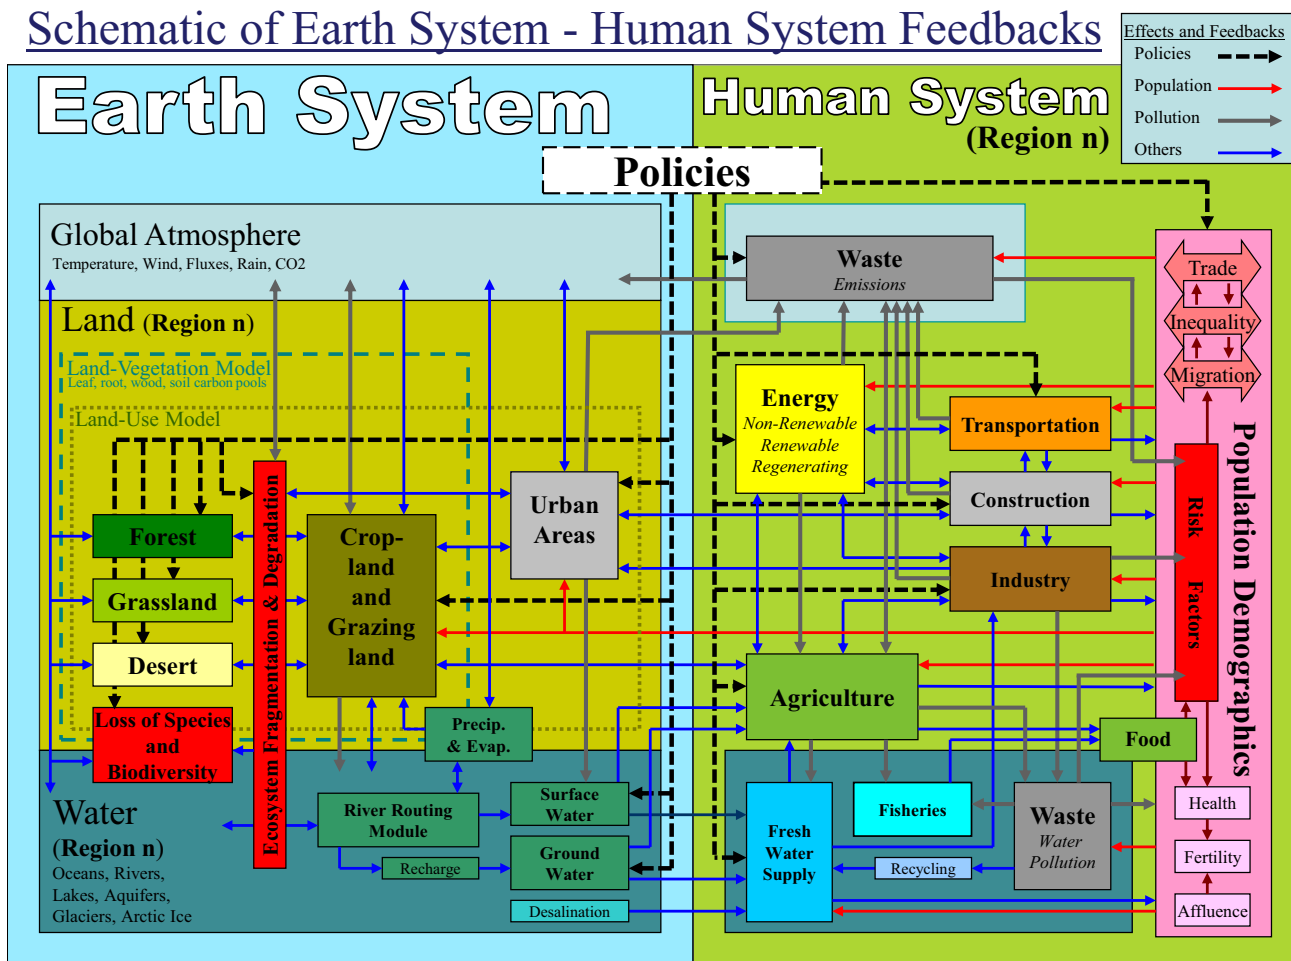 Schematic of Earth System - Human System Feedbacks
Effects and Feedbacks
Policies
Population
Pollution
Others
Earth System
Human System
(Region n)
Policies
Global Atmosphere
Temperature, Wind, Fluxes, Rain, CO2
Land (Region n)
Land-Vegetation Model
Leaf, root, wood, soil carbon pools
Land-Use Model
Forest
Grassland
Desert
Loss of Species
and
Biodiversity
Ecosystem Fragmentation & Degradation
Crop-
land
and
Grazing
land
Urban
Areas
Precip.
& Evap.
Water
(Region n)
Oceans, Rivers,
Lakes, Aquifers,
Glaciers, Arctic Ice
River Routing
Module
Recharge
Surface
Water
Ground
Water
Desalination
Waste
Emissions
Energy
Non-Renewable
Renewable
Regenerating
Transportation
Construction
Industry
Agriculture
Fresh
Water
Supply
Fisheries
Recycling
Waste
Water
Pollution
Food
Trade
Inequality
Migration
Risk
Factors
Population Demographics
Health
Fertility
Affluence